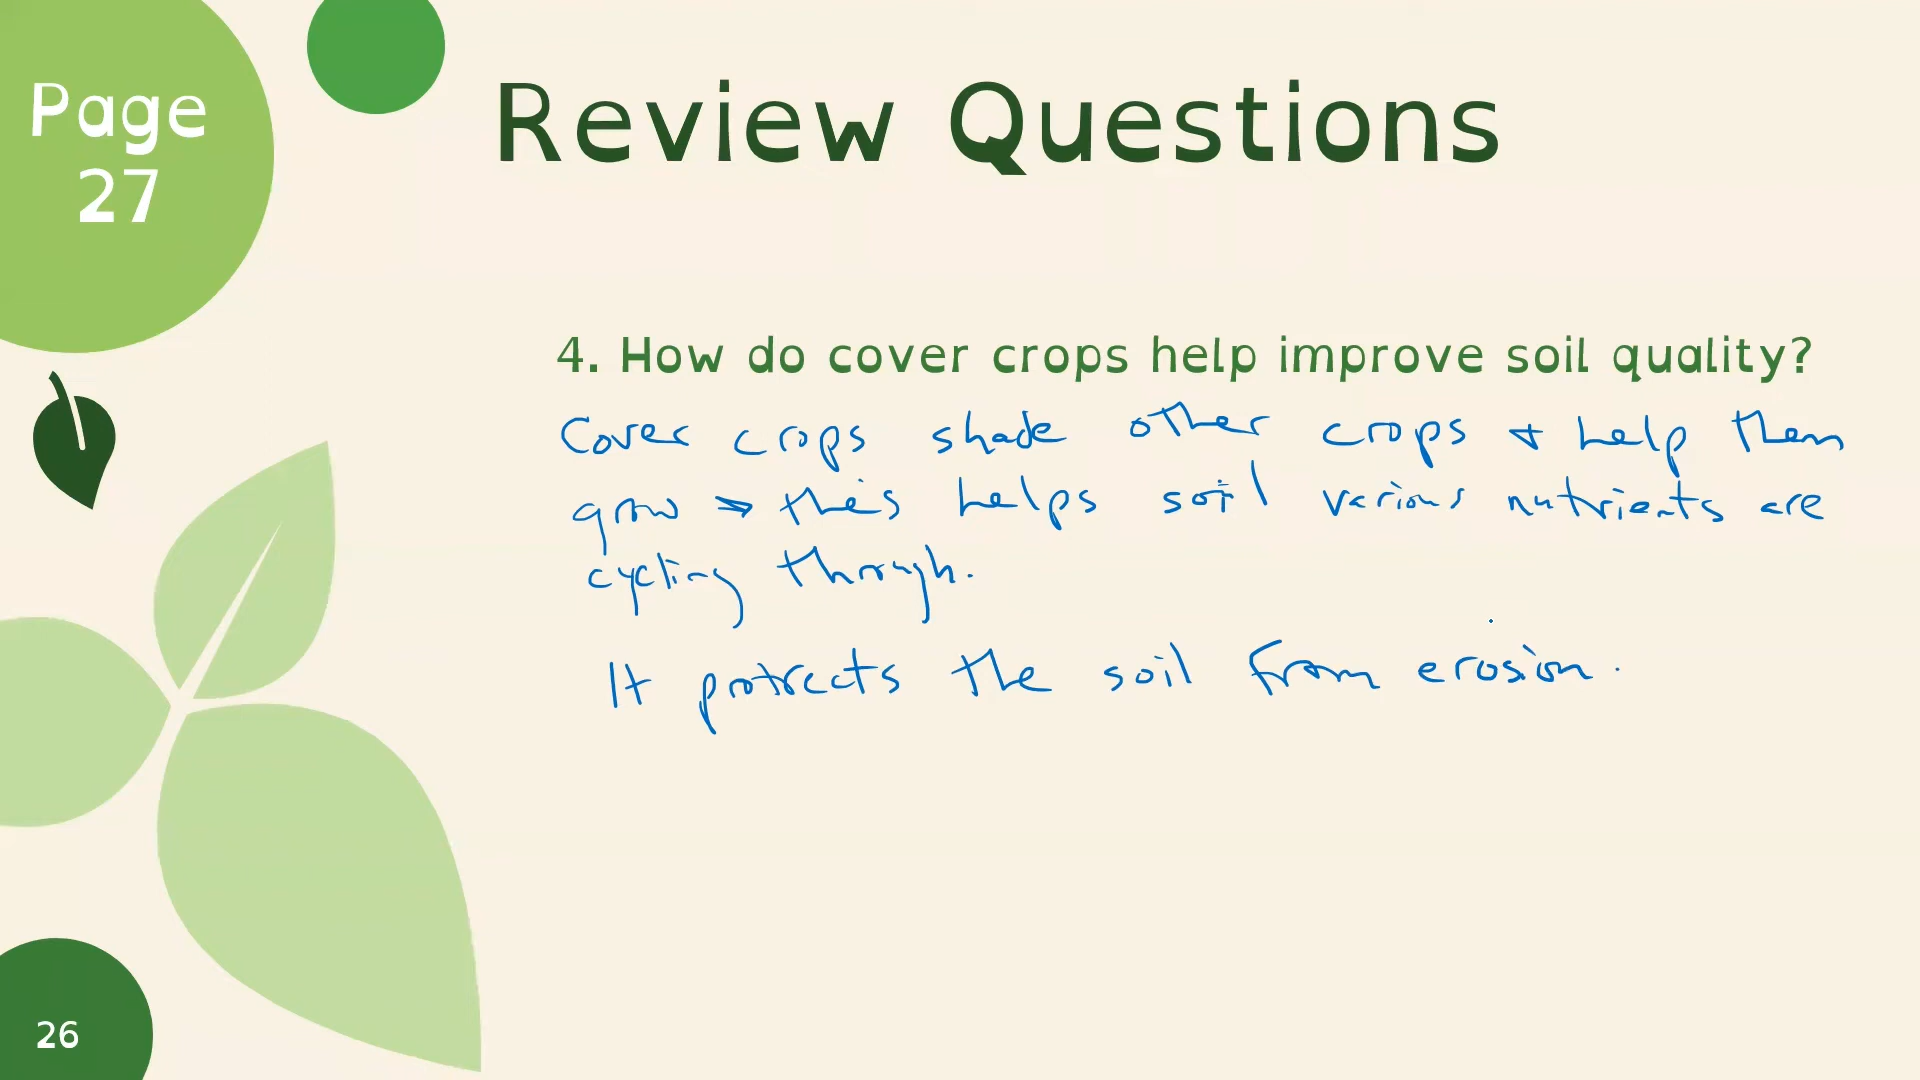 Page
27
Review Questions
4. How do cover crops help improve soil quality?
Cover crops shade other crops + help them
grow → this helps soil various nutrients are
cycling through.
It protects the soil from erosion.
26